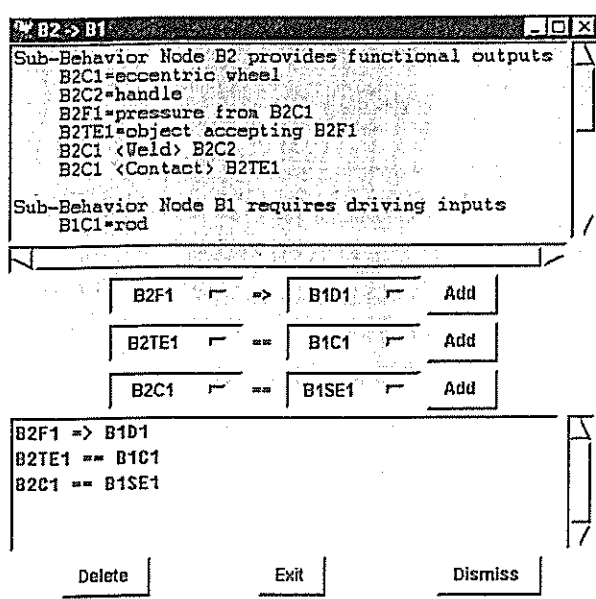 B2->B1
Sub-Behavior Node B2 provides functional outputs
B2C1=eccentric wheel
B2C2=handle
B2F1=pressure from B2C1
B2TE1=object accepting B2F1
B2C1 <Weld> B2C2
B2C1 <Contact> B2TE1
Sub-Behavior Node B1 requires driving inputs
B1C1=rod
B2F1 => B1D1 Add
B2TE1 == B1C1 Add
B2C1 == B1SE1 Add
B2F1 => B1D1
B2TE1 == B1C1
B2C1 == B1SE1
Delete Exit Dismiss